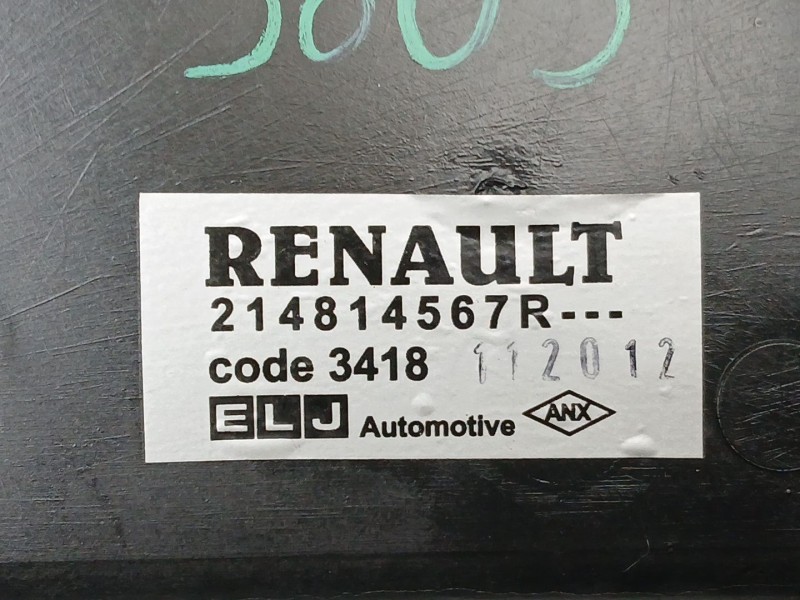 RENAULT
214814567R---
code 3418 112012
ELJ Automotive ANX